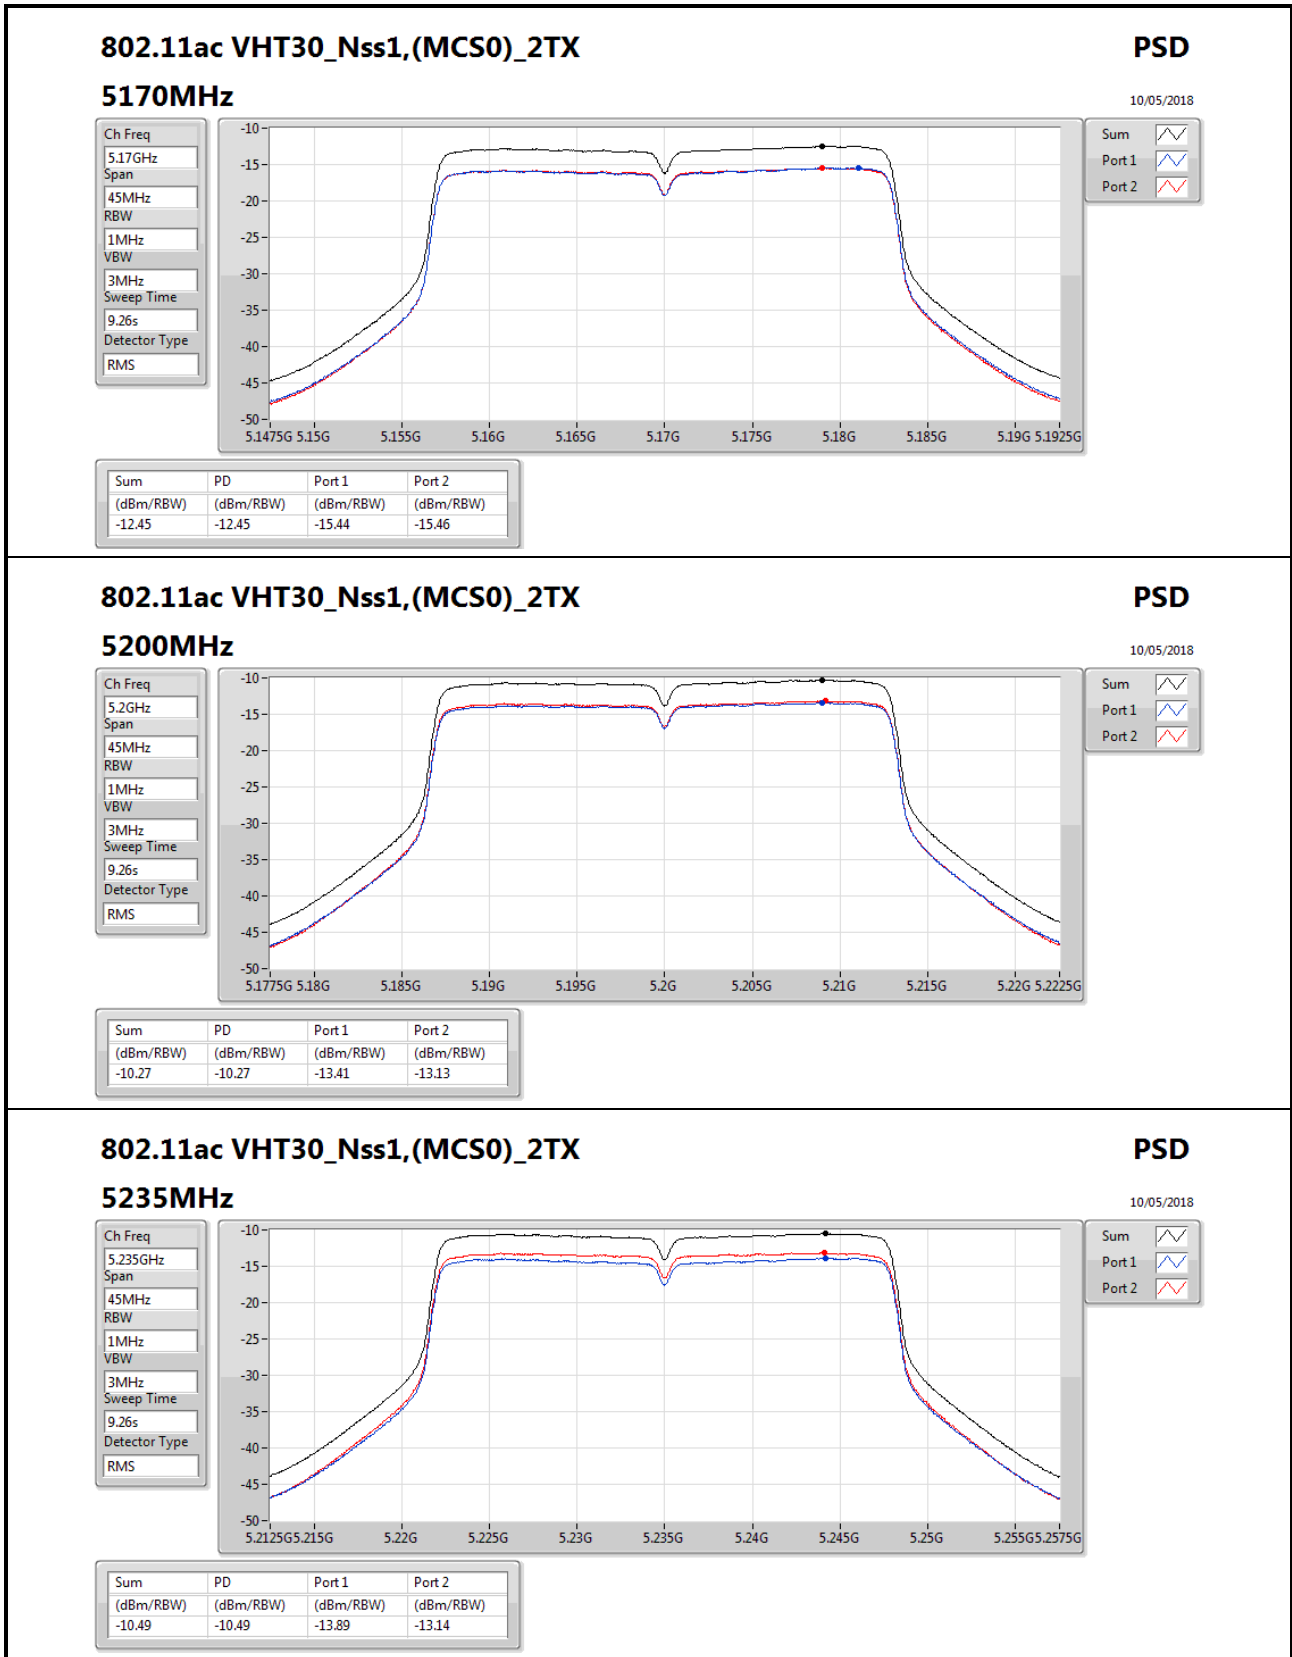 802.11ac VHT30_Nss1,(MCS0)_2TX PSD
5170MHz
10/05/2018
Ch Freq
5.17GHz
Span
45MHz
RBW
1MHz
VBW
3MHz
Sweep Time
9.26s
Detector Type
RMS
-10
-15
-20
-25
-30
-35
-40
-45
-50
5.1475G 5.15G 5.155G 5.16G 5.165G 5.17G 5.175G 5.18G 5.185G 5.19G 5.1925G
Sum
Port 1
Port 2
Sum PD Port 1 Port 2
(dBm/RBW) (dBm/RBW) (dBm/RBW) (dBm/RBW)
-12.45 -12.45 -15.44 -15.46
802.11ac VHT30_Nss1,(MCS0)_2TX PSD
5200MHz
10/05/2018
Ch Freq
5.2GHz
Span
45MHz
RBW
1MHz
VBW
3MHz
Sweep Time
9.26s
Detector Type
RMS
-10
-15
-20
-25
-30
-35
-40
-45
-50
5.1775G 5.18G 5.185G 5.19G 5.195G 5.2G 5.205G 5.21G 5.215G 5.22G 5.2225G
Sum
Port 1
Port 2
Sum PD Port 1 Port 2
(dBm/RBW) (dBm/RBW) (dBm/RBW) (dBm/RBW)
-10.27 -10.27 -13.41 -13.13
802.11ac VHT30_Nss1,(MCS0)_2TX PSD
5235MHz
10/05/2018
Ch Freq
5.235GHz
Span
45MHz
RBW
1MHz
VBW
3MHz
Sweep Time
9.26s
Detector Type
RMS
-10
-15
-20
-25
-30
-35
-40
-45
-50
5.2125G 5.215G 5.22G 5.225G 5.23G 5.235G 5.24G 5.245G 5.25G 5.255G 5.2575G
Sum
Port 1
Port 2
Sum PD Port 1 Port 2
(dBm/RBW) (dBm/RBW) (dBm/RBW) (dBm/RBW)
-10.49 -10.49 -13.89 -13.14